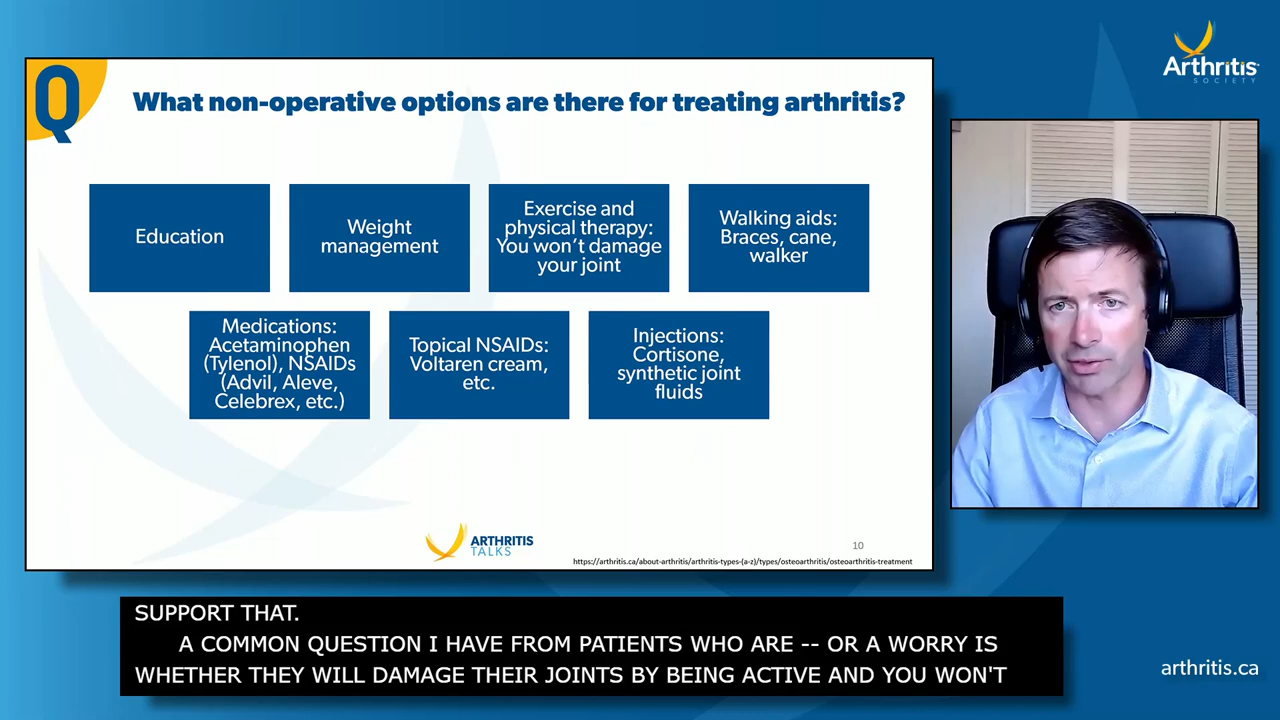 Arthritis
SOCIETY
Q
What non-operative options are there for treating arthritis?
Education
Weight
management
Exercise and
physical therapy:
You won't damage
your joint
Walking aids:
Braces, cane,
walker
Medications:
Acetaminophen
(Tylenol), NSAIDs
(Advil, Aleve,
Celebrex, etc.)
Topical NSAIDs:
Voltaren cream,
etc.
Injections:
Cortisone,
synthetic joint
fluids
ARTHRITIS
TALKS
10
https://arthritis.ca/about-arthritis/arthritis-types-(a-z)/types/osteoarthritis/osteoarthritis-treatment
SUPPORT THAT.
A COMMON QUESTION I HAVE FROM PATIENTS WHO ARE -- OR A WORRY IS
WHETHER THEY WILL DAMAGE THEIR JOINTS BY BEING ACTIVE AND YOU WON'T
arthritis.ca